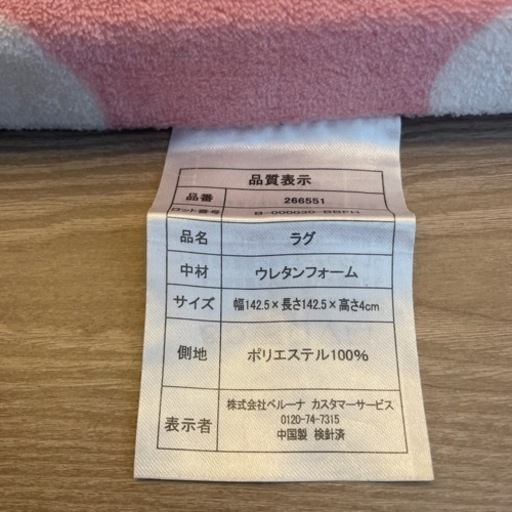 品質表示
品番 266551
ロット番号
品名 ラグ
中材 ウレタンフォーム
サイズ 幅142.5×長さ142.5×高さ4cm
側地 ポリエステル100%
表示者 株式会社ベルーナ カスタマーサービス
0120-74-7315
中国製 検針済